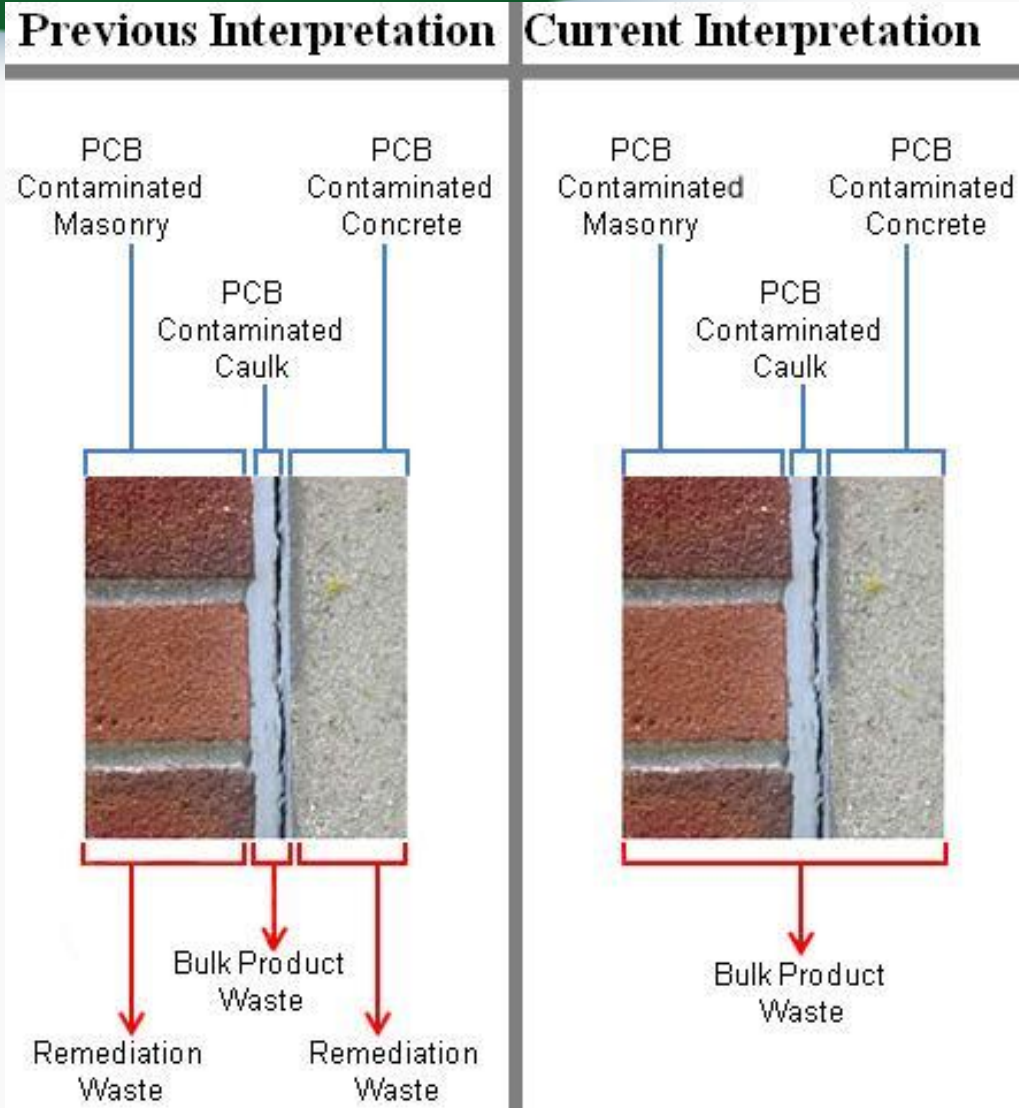 Previous Interpretation
PCB
Contaminated
Masonry
PCB
Contaminated
Concrete
PCB
Contaminated
Caulk
Bulk Product
Waste
Remediation
Waste
Remediation
Waste
Current Interpretation
PCB
Contaminated
Masonry
PCB
Contaminated
Concrete
PCB
Contaminated
Caulk
Bulk Product
Waste